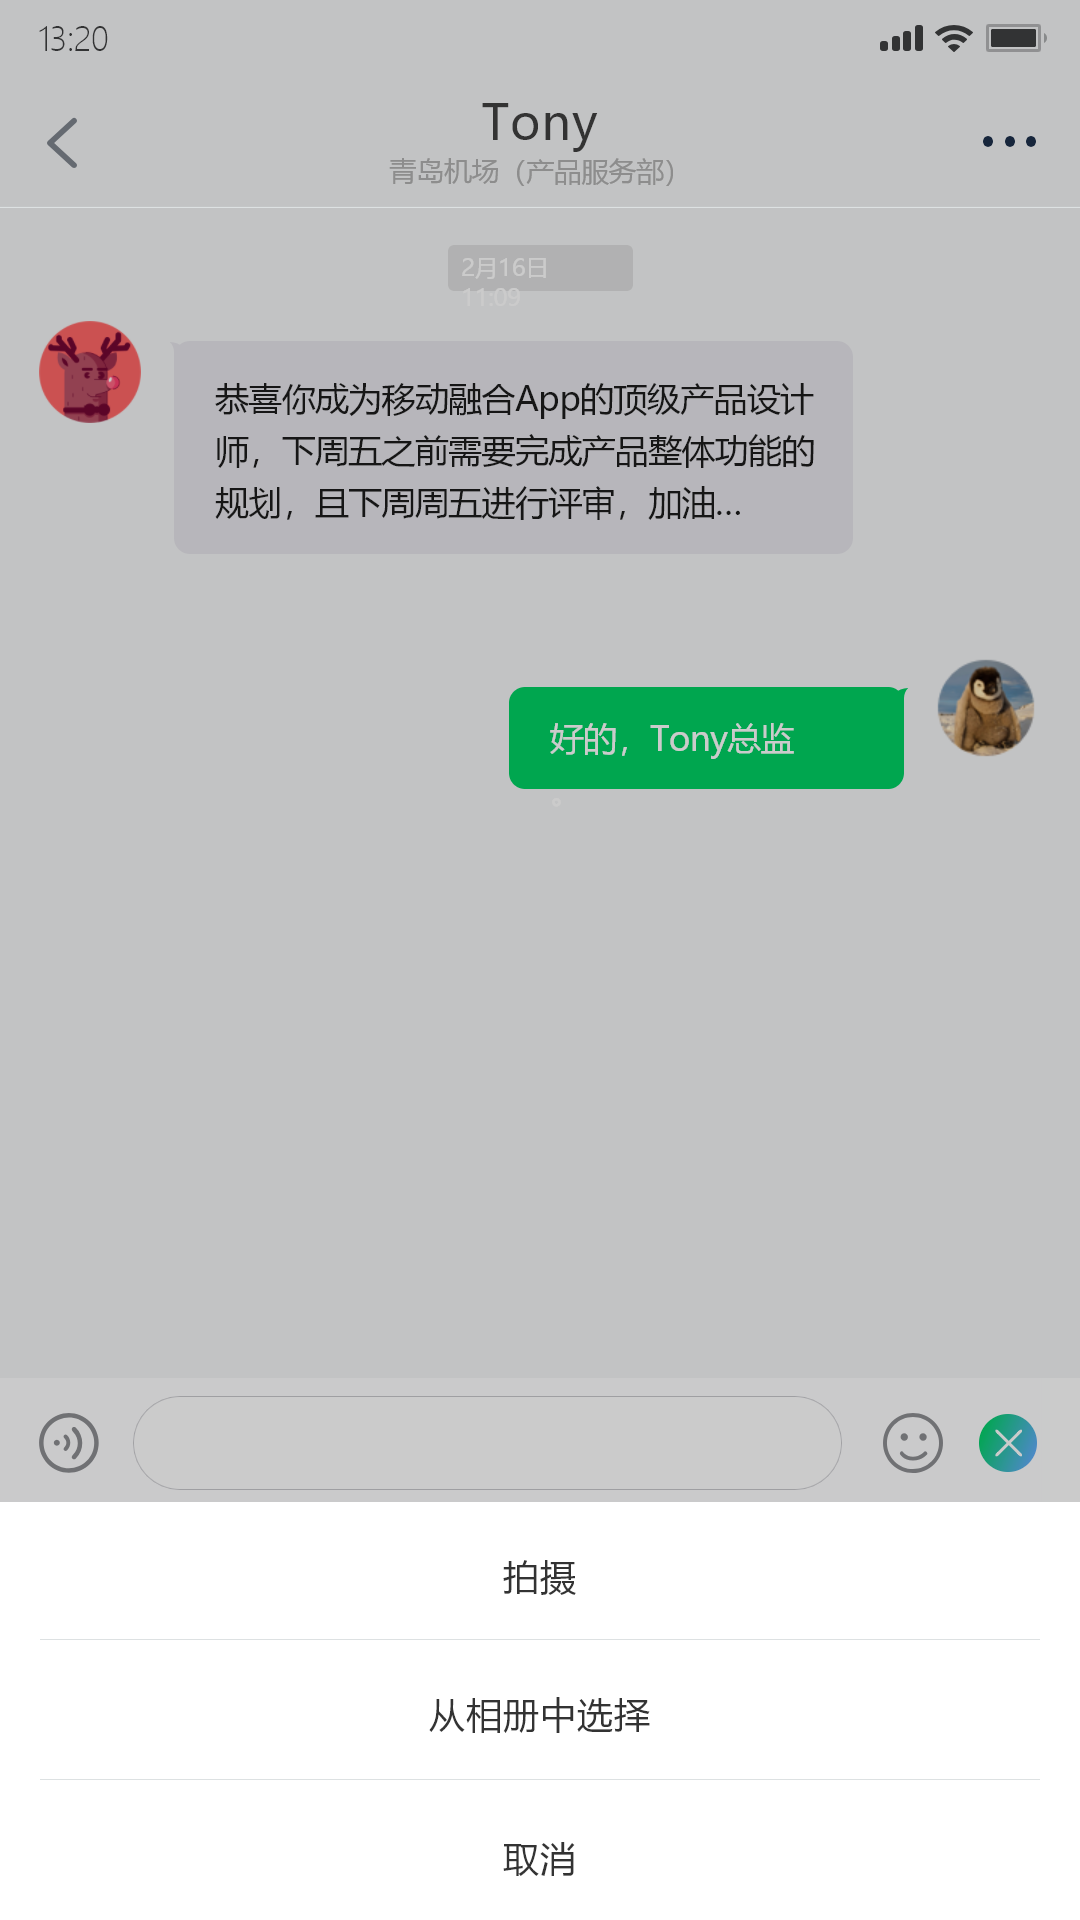 13:20
Tony
青岛机场（产品服务部）
2月16日
11:09
恭喜你成为移动融合App的顶级产品设计
师，下周五之前需要完成产品整体功能的
规划，且下周周五进行评审，加油...
好的，Tony总监
。
拍摄
从相册中选择
取消